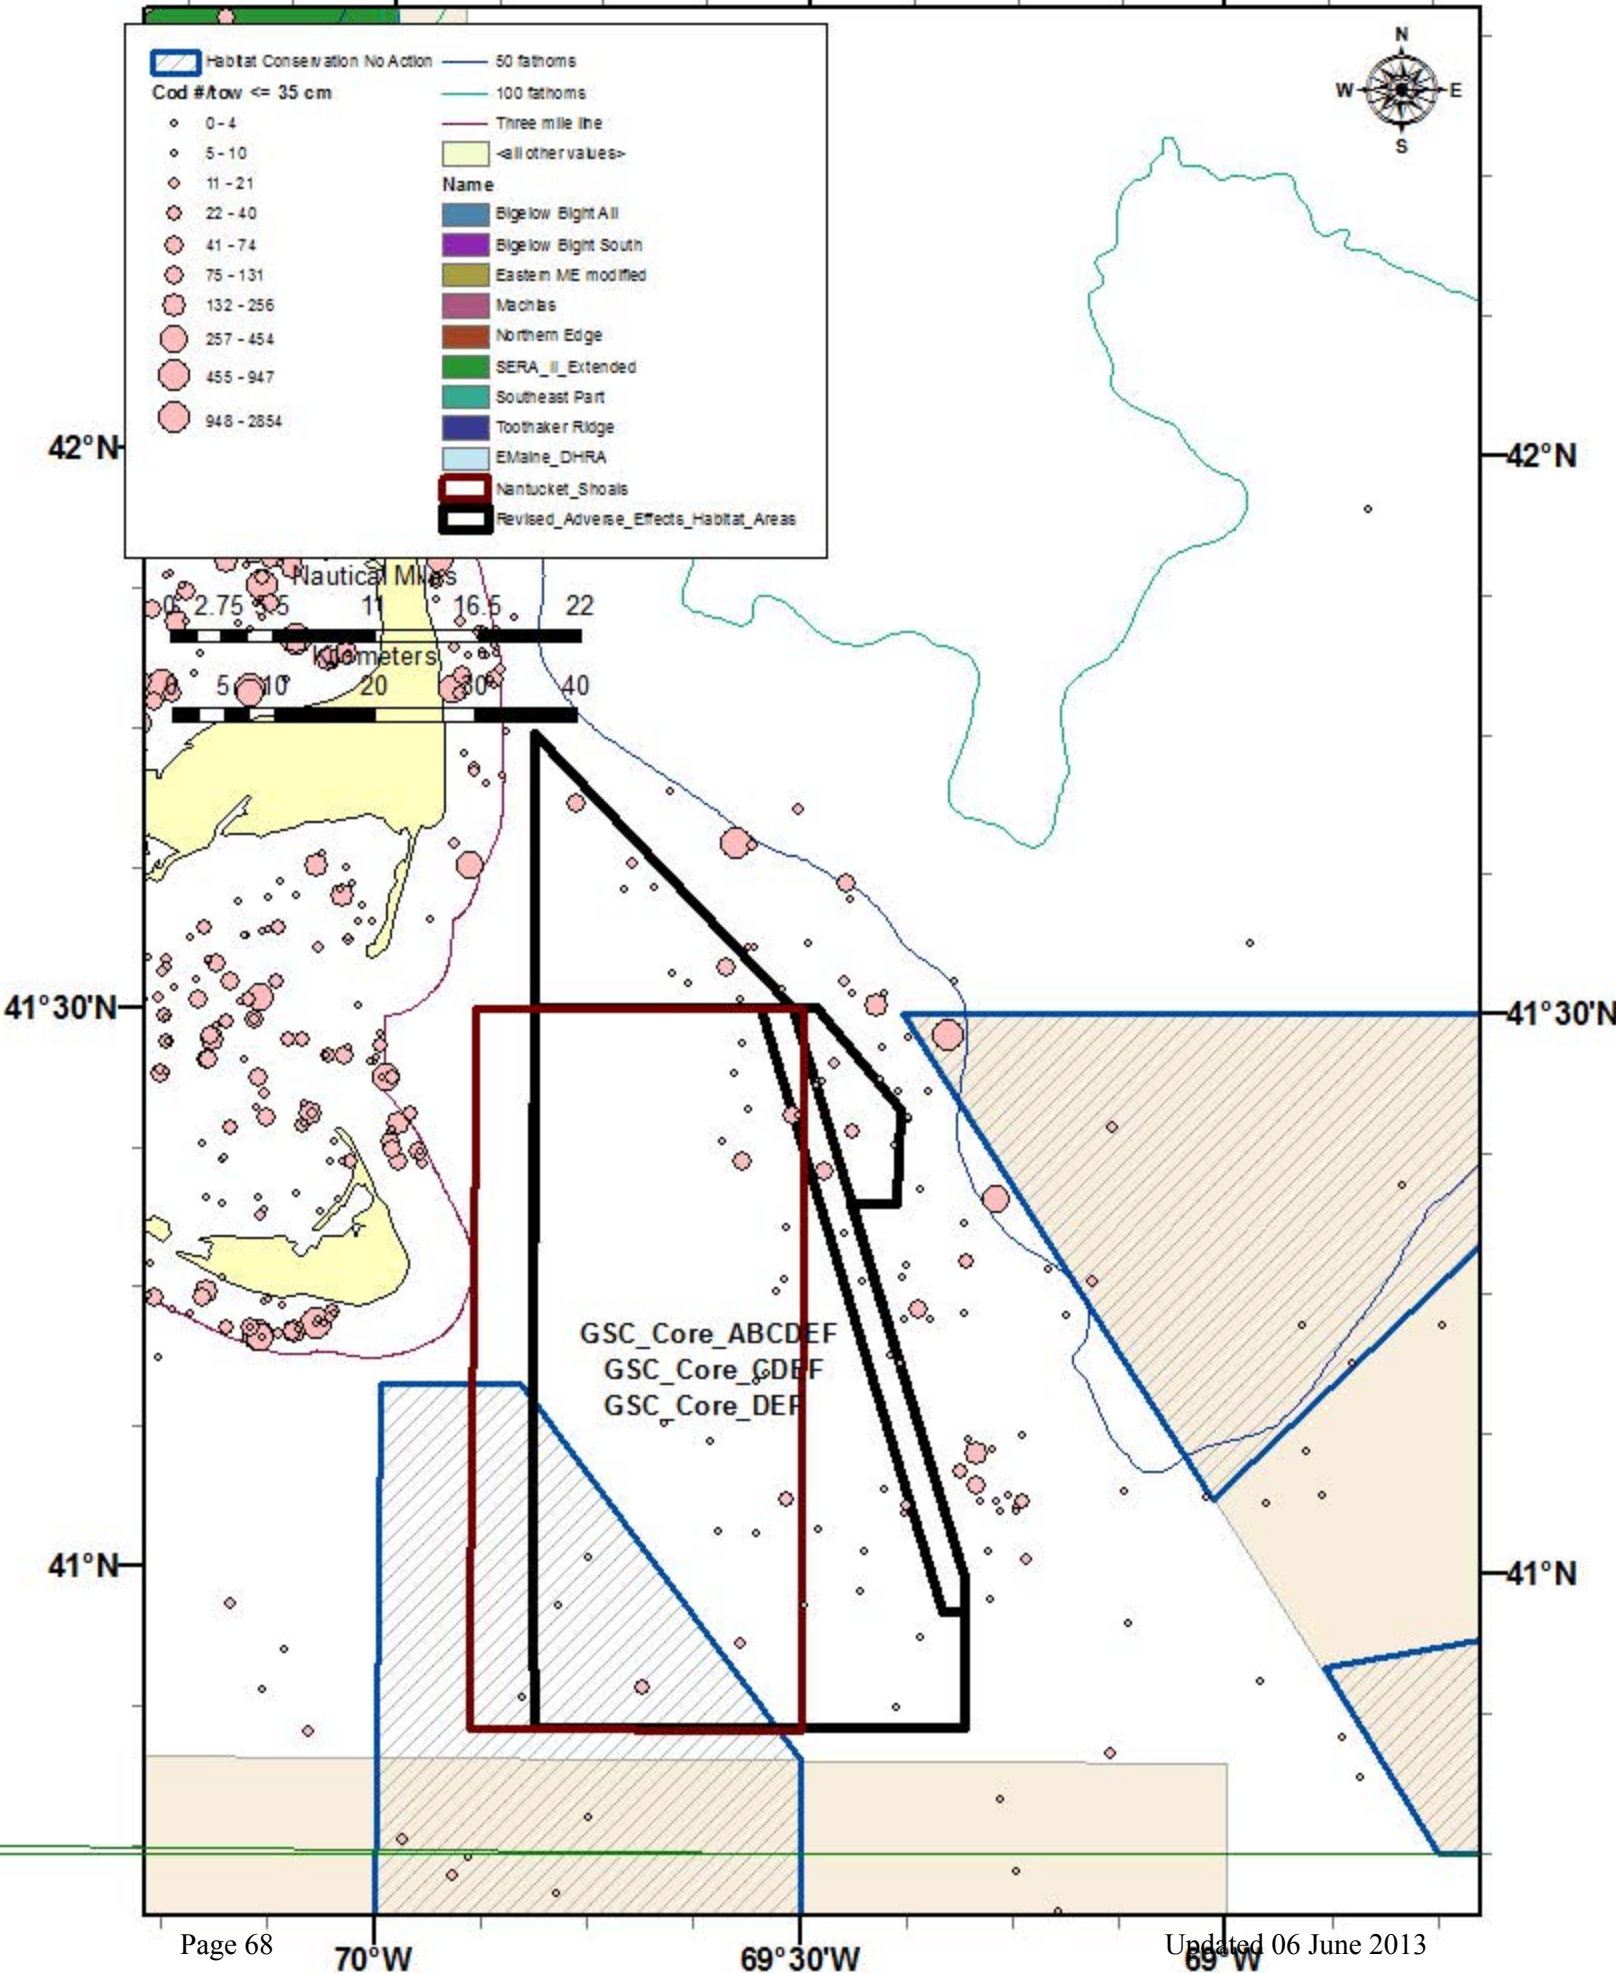 N
W E
S
Habitat Conservation No Action
Cod #/tow <= 35 cm
0 - 4
5 - 10
11 - 21
22 - 40
41 - 74
75 - 131
132 - 256
257 - 454
455 - 947
948 - 2854
50 fathoms
100 fathoms
Three mile line
<all other values>
Name
Bigelow Bight All
Bigelow Bight South
Eastern ME modified
Machias
Northern Edge
SERA_II_Extended
Southeast Part
Toothaker Ridge
EMaine_DHRA
Nantucket_Shoals
Revised_Adverse_Effects_Habitat_Areas
42°N 42°N
Nautical Miles
0 2.75 5.5 11 16.5 22
Kilometers
0 5 10 20 30 40
41°30'N 41°30'N
GSC_Core_ABCDEF
GSC_Core_CDEF
GSC_Core_DEF
41°N 41°N
Page 68 Updated 06 June 2013
70°W 69°30'W 69°W